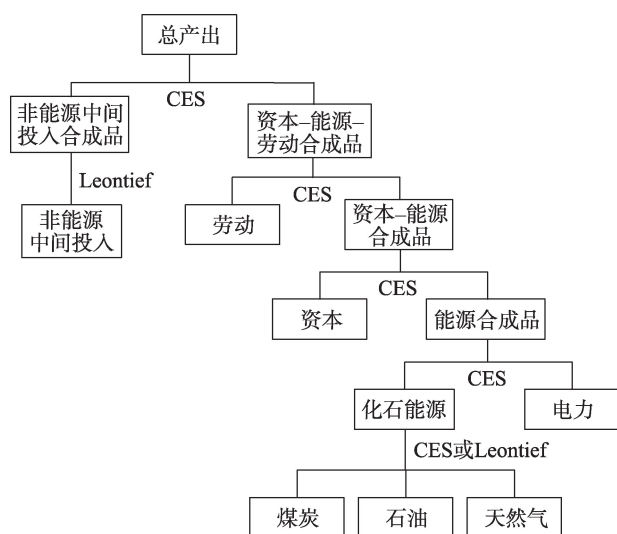 总产出
CES
非能源中间
投入合成品
资本–能源–
劳动合成品
Leontief
CES
非能源
中间投入
劳动
资本–能源
合成品
CES
资本
能源合成品
CES
化石能源
电力
CES或Leontief
煤炭
石油
天然气